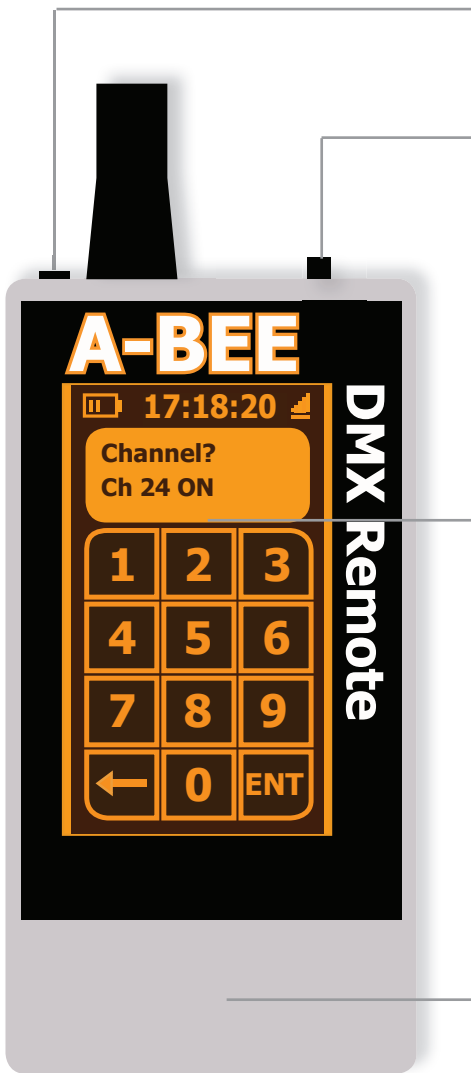 A-BEE
17:18:20
Channel?
Ch 24 ON
DMX Remote
1 2 3
4 5 6
7 8 9
0 ENT